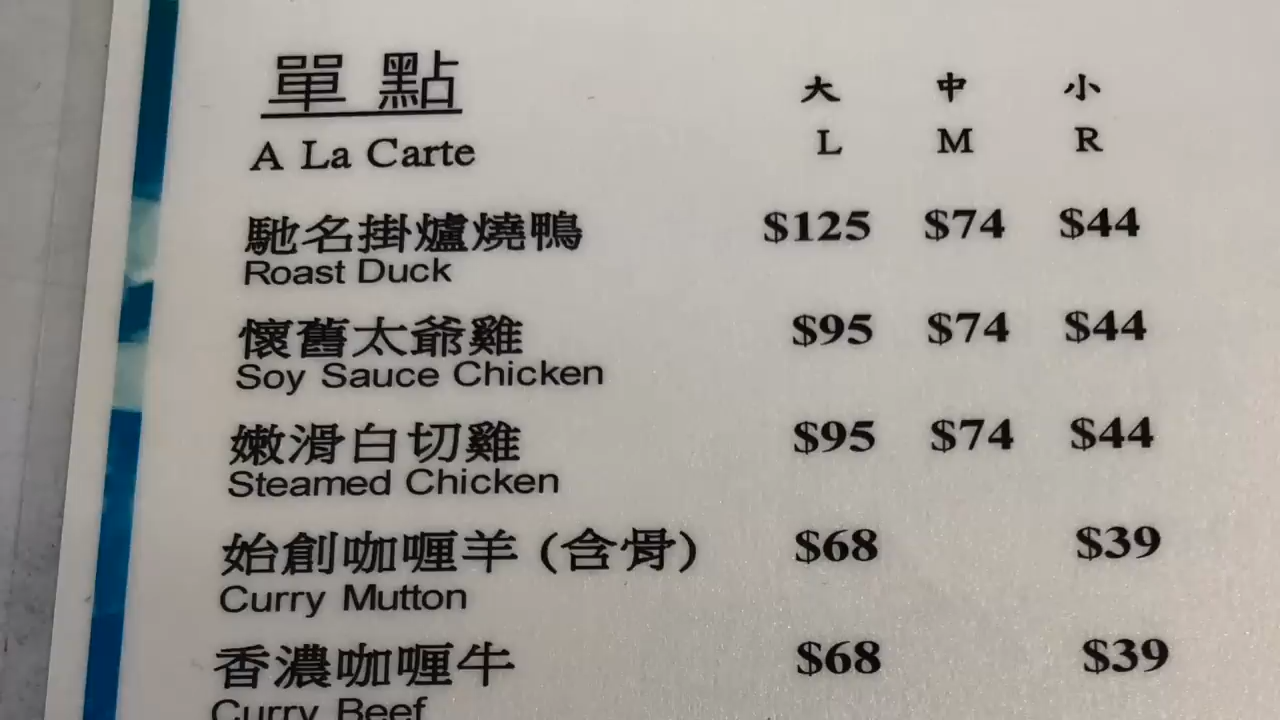 單點 大 中 小
A La Carte L M R
馳名掛爐燒鴨 $125 $74 $44
Roast Duck
懷舊太爺雞 $95 $74 $44
Soy Sauce Chicken
嫩滑白切雞 $95 $74 $44
Steamed Chicken
始創咖喱羊 (含骨) $68 $39
Curry Mutton
香濃咖喱牛 $68 $39
Curry Beef